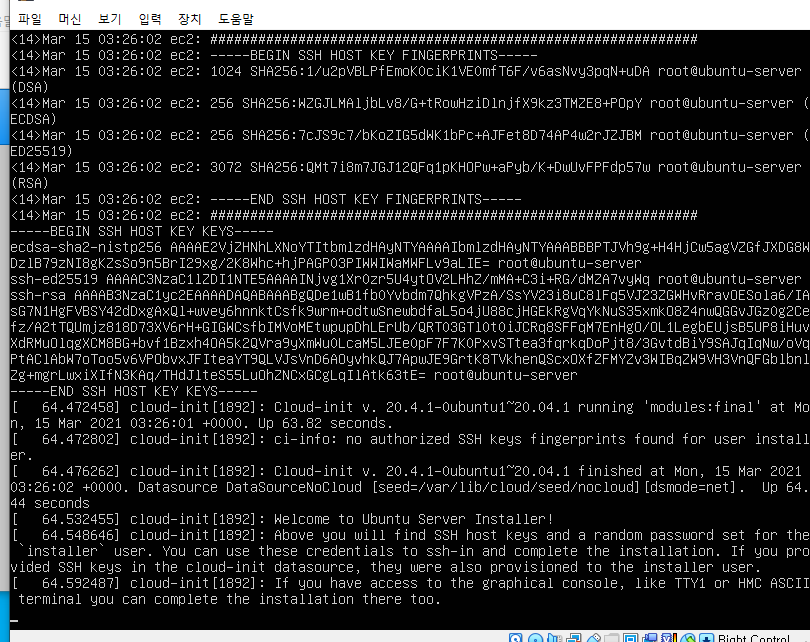 파일 머신 보기 입력 장치 도움말
<14>Mar 15 03:26:02 ec2: #############################################################
<14>Mar 15 03:26:02 ec2: -----BEGIN SSH HOST KEY FINGERPRINTS-----
<14>Mar 15 03:26:02 ec2: 1024 SHA256:1/u2pVBLPfEmoK0ciK1VE0mfT6F/v6asNvy3pqN+uDA root@ubuntu-server
(DSA)
<14>Mar 15 03:26:02 ec2: 256 SHA256:WZGJLMAljbLv8/G+tRowHziDlnjfX9kz3TMZE8+POpY root@ubuntu-server (
ECDSA)
<14>Mar 15 03:26:02 ec2: 256 SHA256:7cJS9c7/bKoZIG5dWK1bPc+AJFet8D74AP4w2rJZJBM root@ubuntu-server (
ED25519)
<14>Mar 15 03:26:02 ec2: 3072 SHA256:QMt7i8m7JGJ12QFq1pKHOPw+aPyb/K+DwUvFPFdp57w root@ubuntu-server
(RSA)
<14>Mar 15 03:26:02 ec2: -----END SSH HOST KEY FINGERPRINTS-----
<14>Mar 15 03:26:02 ec2: #############################################################
-----BEGIN SSH HOST KEY KEYS-----
ecdsa-sha2-nistp256 AAAAE2VjZHNhLXNoYTItbmlzdHAyNTYAAAAIbmlzdHAyNTYAAABBBPTJVh9g+H4HjCw5agVZGfJXDG8W
DzlB79zNI8gKZsSo9n5BrI29xg/2K8Whc+hjPAGPO3PIWWIWaMWFLv9aLIE= root@ubuntu-server
ssh-ed25519 AAAAC3NzaC1lZDI1NTE5AAAAINjvg1Xr0zr5U4ytOV2LHhZ/mMA+C3i+RG/dMZA7vyWq root@ubuntu-server
ssh-rsa AAAAB3NzaC1yc2EAAAADAQABAAABgQDe1wB1fb0Yvbdm7QhkgVPzA/SsYV23i8uC8lFq5VJ23ZGWHvRravOESola6/IA
sG7N1HgFVBSY42dDxgAxQl+wvey6hnnktCsfk9wrm+odtwSnewbdfaL5o4jU88cjHGEkRgVqYkNuS35xmkO8Z4nwQGGvJGz0g2Ce
fz/A2tTQUmjz818D73XV6rH+GIGWCsfbIMVoMEtwpupDhLErUb/QRT03GTl0t0iJCRq8SFFqM7EnHgO/OL1LegbEUjsB5UP8iHuv
XdRMuOlqgXCM8BG+bvf1Bzxh4OA5k2QVra9yXmWu0LcaM5LJEe0pF7F7K0PxvSTtea3fqrkqDoPjt8/3GvtdBiY9SAJqIqNw/oVq
PtAClAbW7oToo5v6VPObvxJFIteaYT9QLVJsVnD6AOyvhkQJ7ApwJE9GrtK8TVkhenQScxOXfZFMYZv3WIBqZW9VH3VnQFGblbnl
Zg+mgrLwxiXIfN3KAq/THdJlteS55LuOhZNCxGCgLqIlAtk63tE= root@ubuntu-server
-----END SSH HOST KEY KEYS-----
[   64.472458] cloud-init[1892]: Cloud-init v. 20.4.1-0ubuntu1~20.04.1 running 'modules:final' at Mo
n, 15 Mar 2021 03:26:01 +0000. Up 63.82 seconds.
[   64.472802] cloud-init[1892]: ci-info: no authorized SSH keys fingerprints found for user install
er.
[   64.476262] cloud-init[1892]: Cloud-init v. 20.4.1-0ubuntu1~20.04.1 finished at Mon, 15 Mar 2021
03:26:02 +0000. Datasource DataSourceNoCloud [seed=/var/lib/cloud/seed/nocloud][dsmode=net].  Up 64.
44 seconds
[   64.532455] cloud-init[1892]: Welcome to Ubuntu Server Installer!
[   64.548646] cloud-init[1892]: Above you will find SSH host keys and a random password set for the
 `installer` user. You can use these credentials to ssh-in and complete the installation. If you pro
vided SSH keys in the cloud-init datasource, they were also provisioned to the installer user.
[   64.592487] cloud-init[1892]: If you have access to the graphical console, like TTY1 or HMC ASCII
 terminal you can complete the installation there too.
Right Control